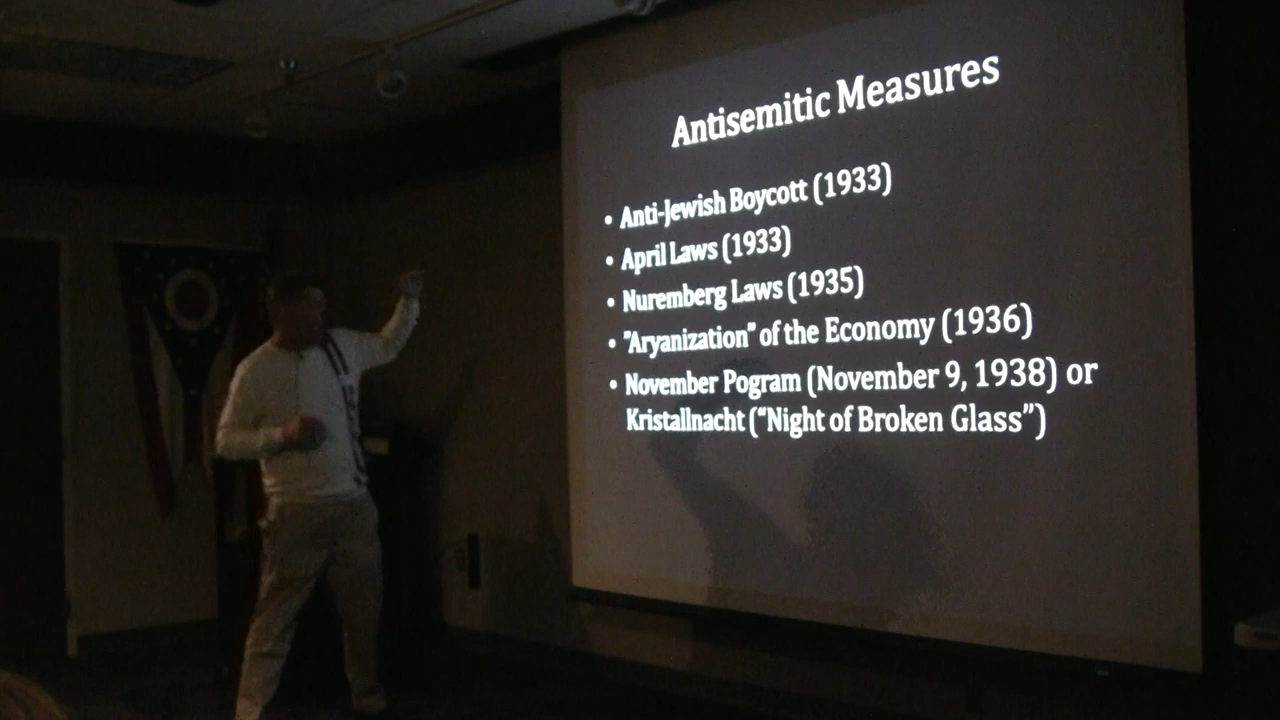 Antisemitic Measures
• Anti-Jewish Boycott (1933)
• April Laws (1933)
• Nuremberg Laws (1935)
• "Aryanization" of the Economy (1936)
• November Pogram (November 9, 1938) or
Kristallnacht (“Night of Broken Glass”)